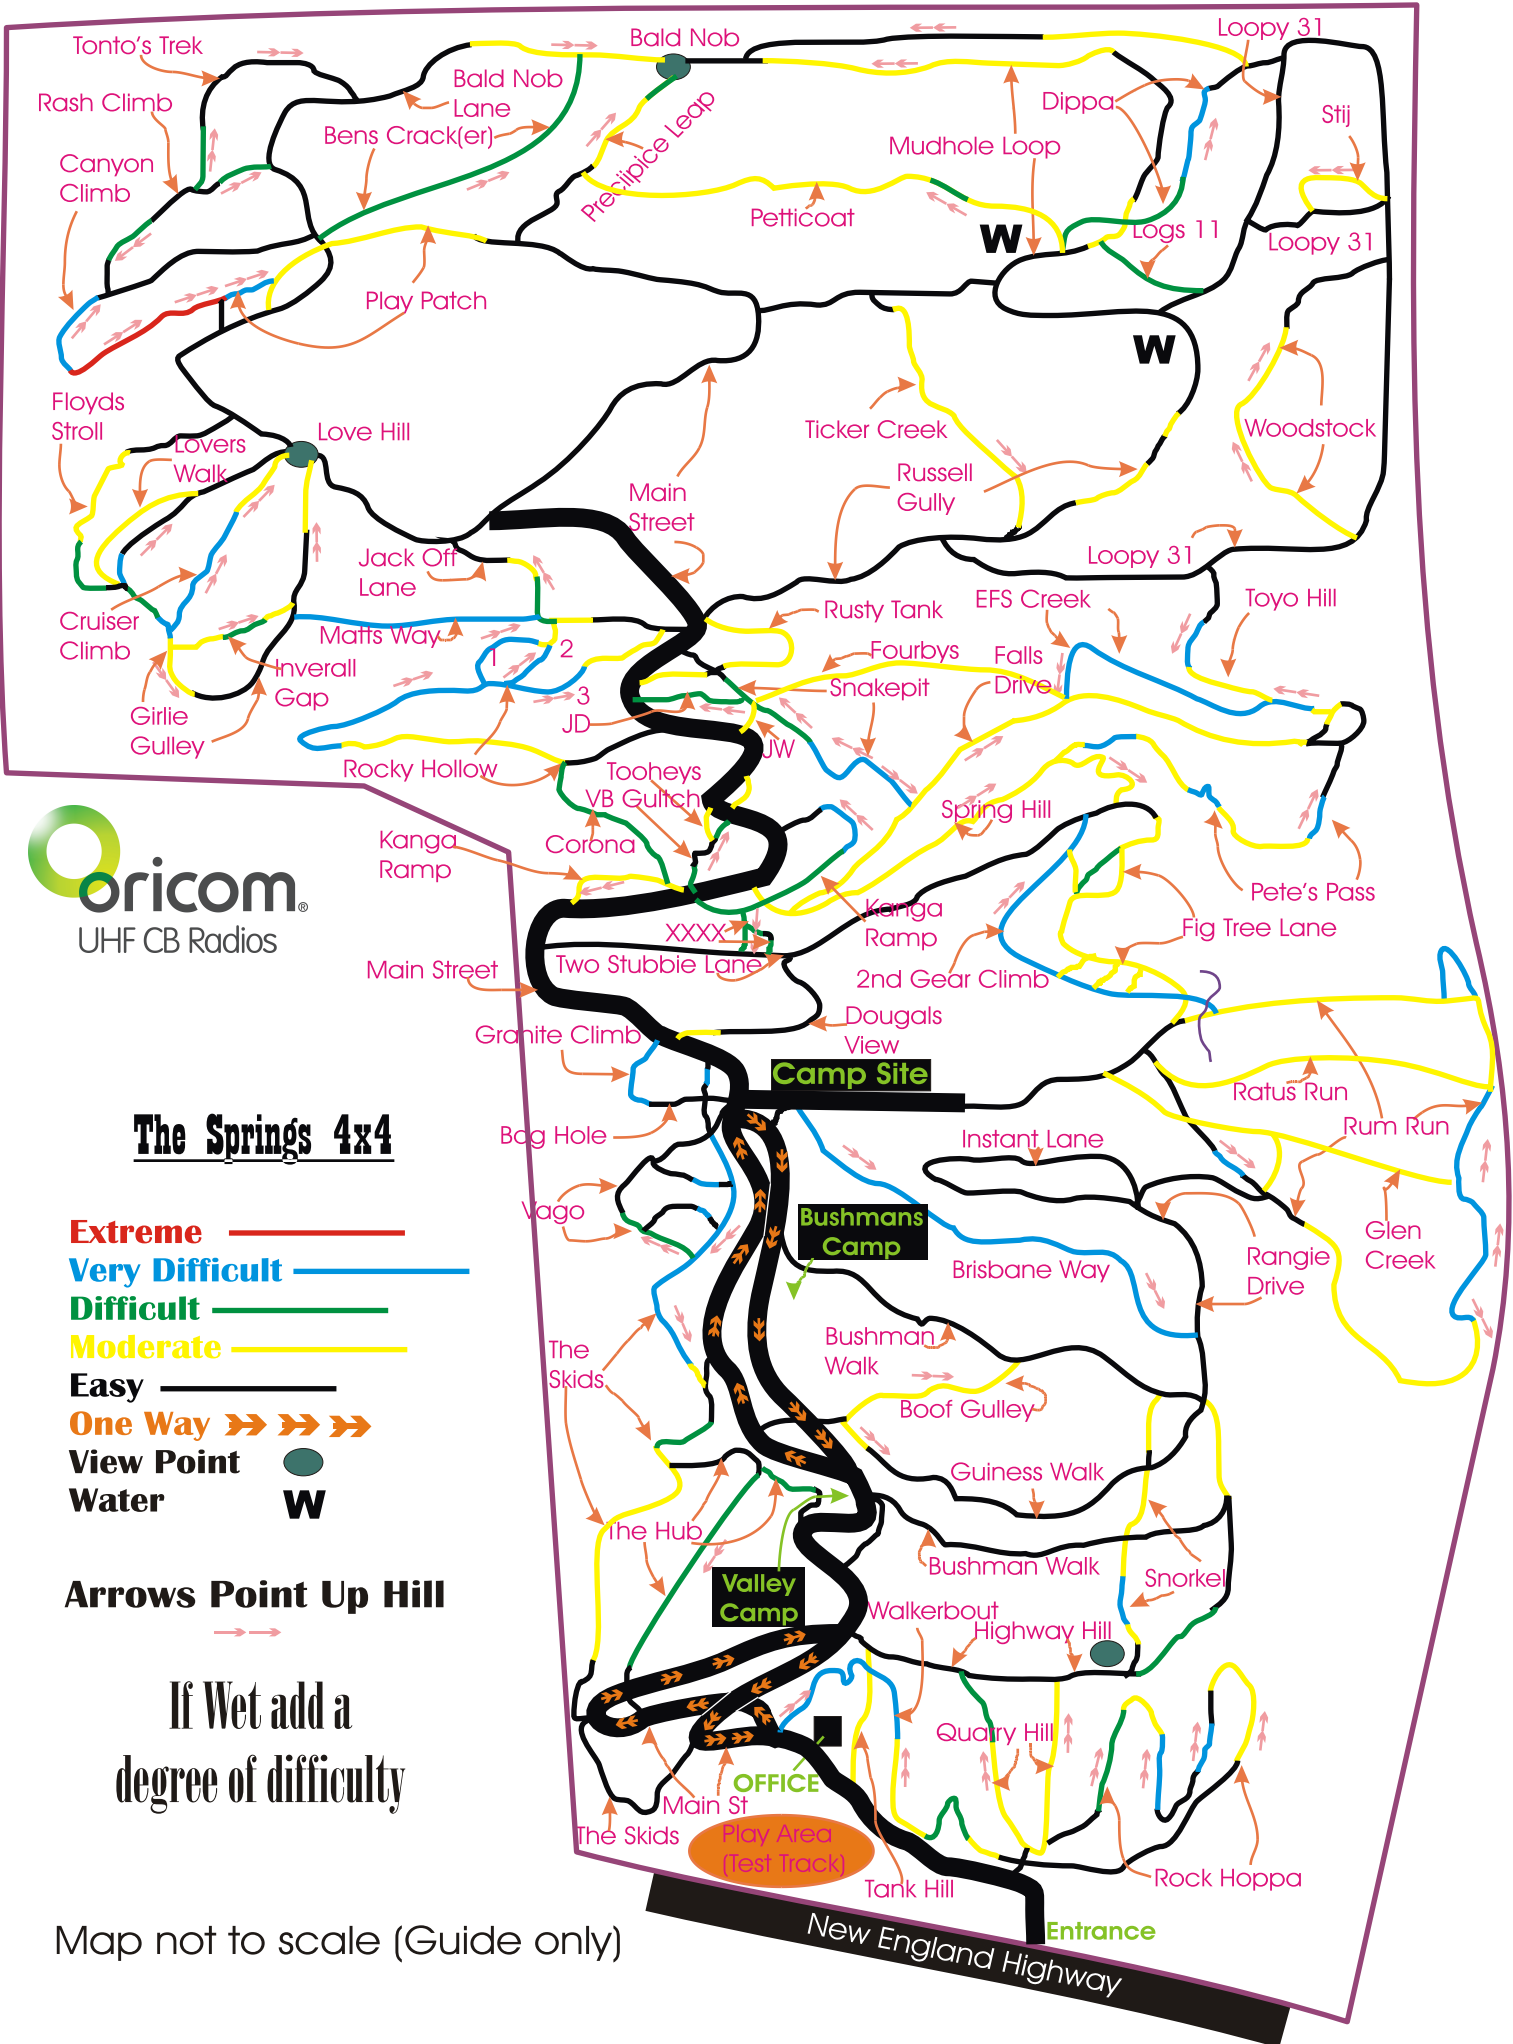 Loopy 31
Tonto's Trek
Bald Nob
Rash Climb
Bald Nob
Lane
Dippa
Stij
Bens Crack(er)
Preciipice Leap
Mudhole Loop
Canyon
Climb
Petticoat
W
Logs 11
Loopy 31
Play Patch
W
Floyds
Stroll
Lovers
Walk
Love Hill
Ticker Creek
Woodstock
Main
Street
Russell
Gully
Jack Off
Lane
Loopy 31
Cruiser
Climb
Matts Way
Rusty Tank
EFS Creek
Toyo Hill
1
2
3
Fourbys
Falls
Drive
Inverall
Gap
Snakepit
Girlie
Gulley
JD
JW
Rocky Hollow
Tooheys
VB Gultch
Spring Hill
Kanga
Ramp
Corona
Pete's Pass
oricom®
UHF CB Radios
Kanga
Ramp
XXXX
Fig Tree Lane
Main Street
Two Stubbie Lane
2nd Gear Climb
Dougals
View
Granite Climb
Camp Site
Ratus Run
Rum Run
The Springs 4x4
Bog Hole
Instant Lane
Vago
Bushmans
Camp
Glen
Creek
Rangie
Drive
Brisbane Way
Extreme
Very Difficult
Difficult
Moderate
Easy
One Way
View Point
Water W
The
Skids
Bushman
Walk
Boof Gulley
Guiness Walk
The Hub
Bushman Walk
Snorkel
Valley
Camp
Arrows Point Up Hill
Walkerbout
Highway Hill
If Wet add a
degree of difficulty
Quarry Hill
OFFICE
Main St
The Skids
Play Area
(Test Track)
Tank Hill
Rock Hoppa
Map not to scale (Guide only)
New England Highway
Entrance